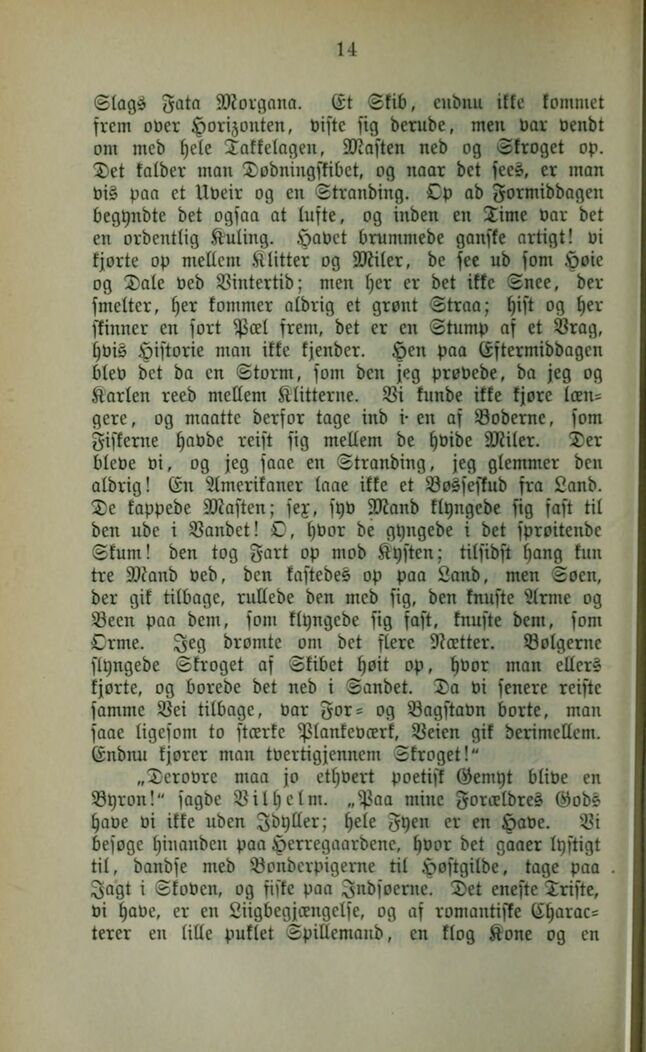 14
Slags Fata Morgana. Et Skib, endnu ikke kommet
frem over Horizonten, viste sig derude, men var vendt
om med hele Taffelagen, Masten ned og Skroget op.
Det kalder man Dødningskibet, og naar det sees, er man
vis paa et Uveir og en Stranding. Op ad Formiddagen
begyndte det ogsaa at lufte, og inden en Time var det
en ordentlig Kuling. Havet brummede ganske artigt! vi
kjørte op mellem Klitter og Miler, de see ud som Høie
og Dale ved Vintertid; men her er det ikke Snee, der
smelter, her kommer aldrig et grønt Straa; hist og her
skinner en sort Pæl frem, det er en Stump af et Vrag,
hvis Historie man ikke kjender. Hen paa Eftermiddagen
blev det da en Storm, som den jeg prøvede, da jeg og
Karlen reed mellem Klitterne. Vi kunde ikke kjøre læn=
gere, og maatte derfor tage ind i en af Boderne, som
Fiskerne havde reist sig mellem de hvide Miler. Der
bleve vi, og jeg saae en Stranding, jeg glemmer den
aldrig! En Amerikaner laae ikke et Bøsseskud fra Land.
De kappede Masten; sex, syv Mand klyngede sig fast til
den ude i Vandet! O, hvor de gyngede i det sprøitende
Skum! den tog Fart op mod Kysten; tilsidst hang kun
tre Mand ved, den kastedes op paa Land, men Søen,
der gik tilbage, rullede den med sig, den knuste Arme og
Been paa dem, som klyngede sig fast, knuste dem, som
Orme. Jeg drømte om det flere Nætter. Bølgerne
slyngede Skroget af Skibet høit op, hvor man ellers
kjørte, og borede det ned i Sandet. Da vi senere reiste
samme Vei tilbage, var For= og Bagstavn borte, man
saae ligesom to stærke Plankeværk, Veien gik derimellem.
Endnu kjører man tvertigjennem Skroget!"
„Derovre maa jo ethvert poetisk Gemyt blive en
Byron!" sagde Vilhelm. „Paa mine Forældres Gods
have vi ikke uden Idyller; hele Fyen er en Have. Vi
besøge hinanden paa Herregaardene, hvor det gaaer lystigt
til, dandse med Bonderpigerne til Høstgilde, tage paa
Jagt i Skoven, og fiske paa Indsøerne. Det eneste Triste,
vi have, er en Liigbegjængelse, og af romantiske Charac=
terer en lille puklet Spillemand, en klog Kone og en